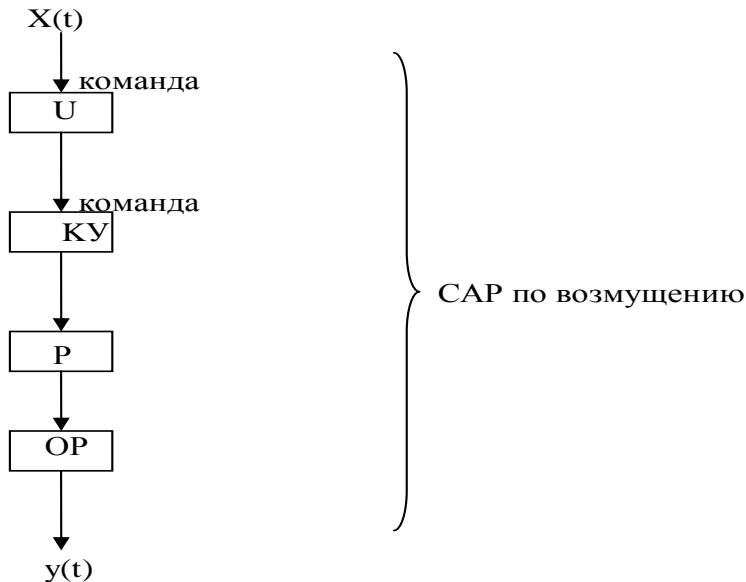 X(t)
команда
U
команда
КУ
САР по возмущению
Р
ОР
y(t)